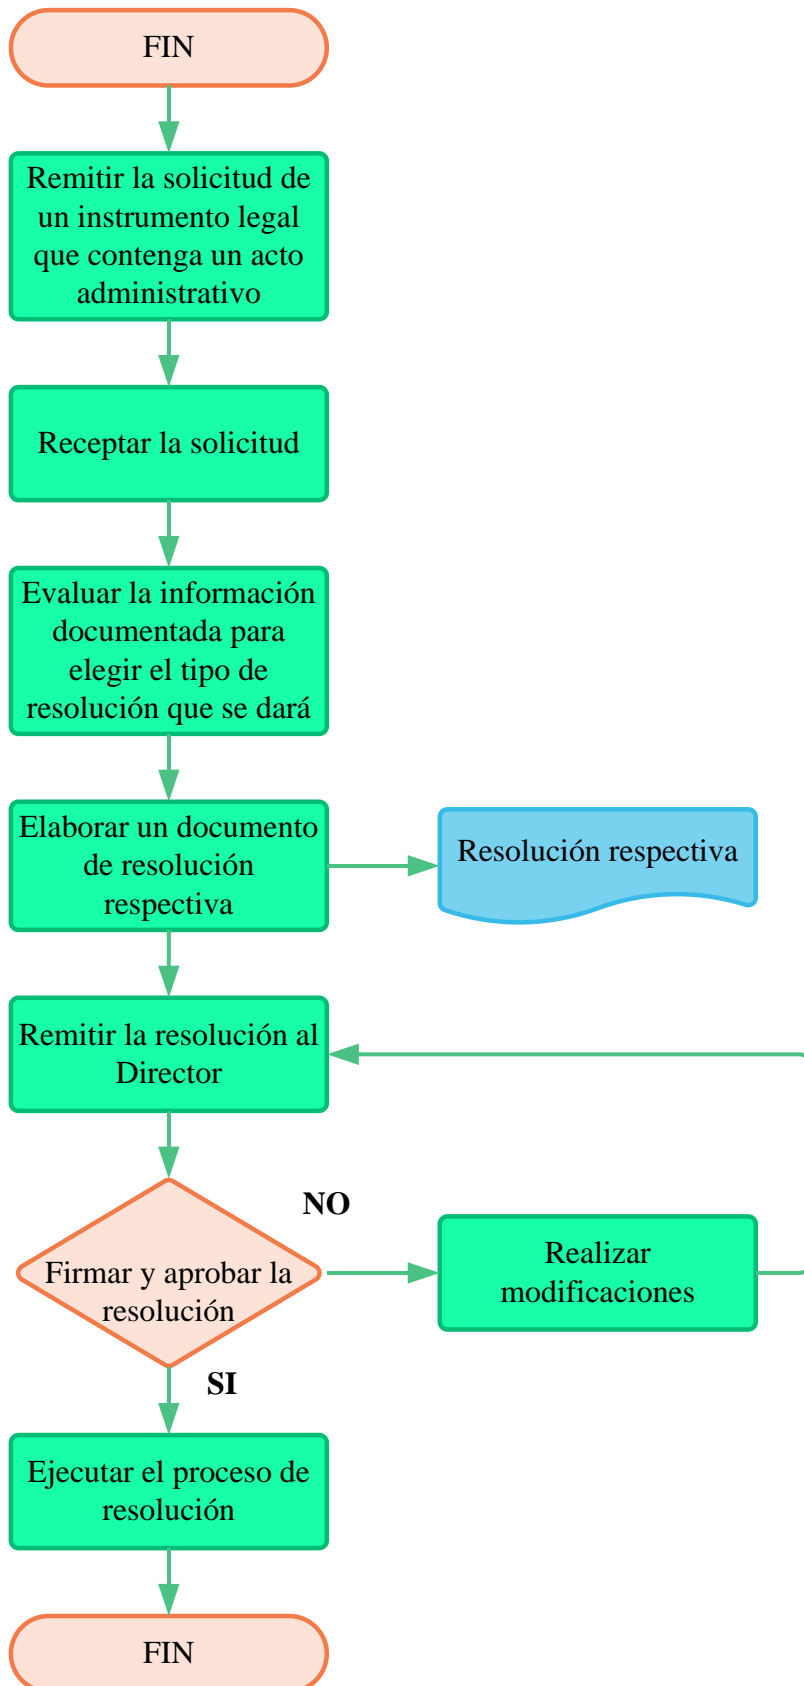 FIN
Remitir la solicitud de
un instrumento legal
que contenga un acto
administrativo
Receptar la solicitud
Evaluar la información
documentada para
elegir el tipo de
resolución que se dará
Elaborar un documento
de resolución
respectiva
Resolución respectiva
Remitir la resolución al
Director
Firmar y aprobar la
resolución
NO
Realizar
modificaciones
SI
Ejecutar el proceso de
resolución
FIN